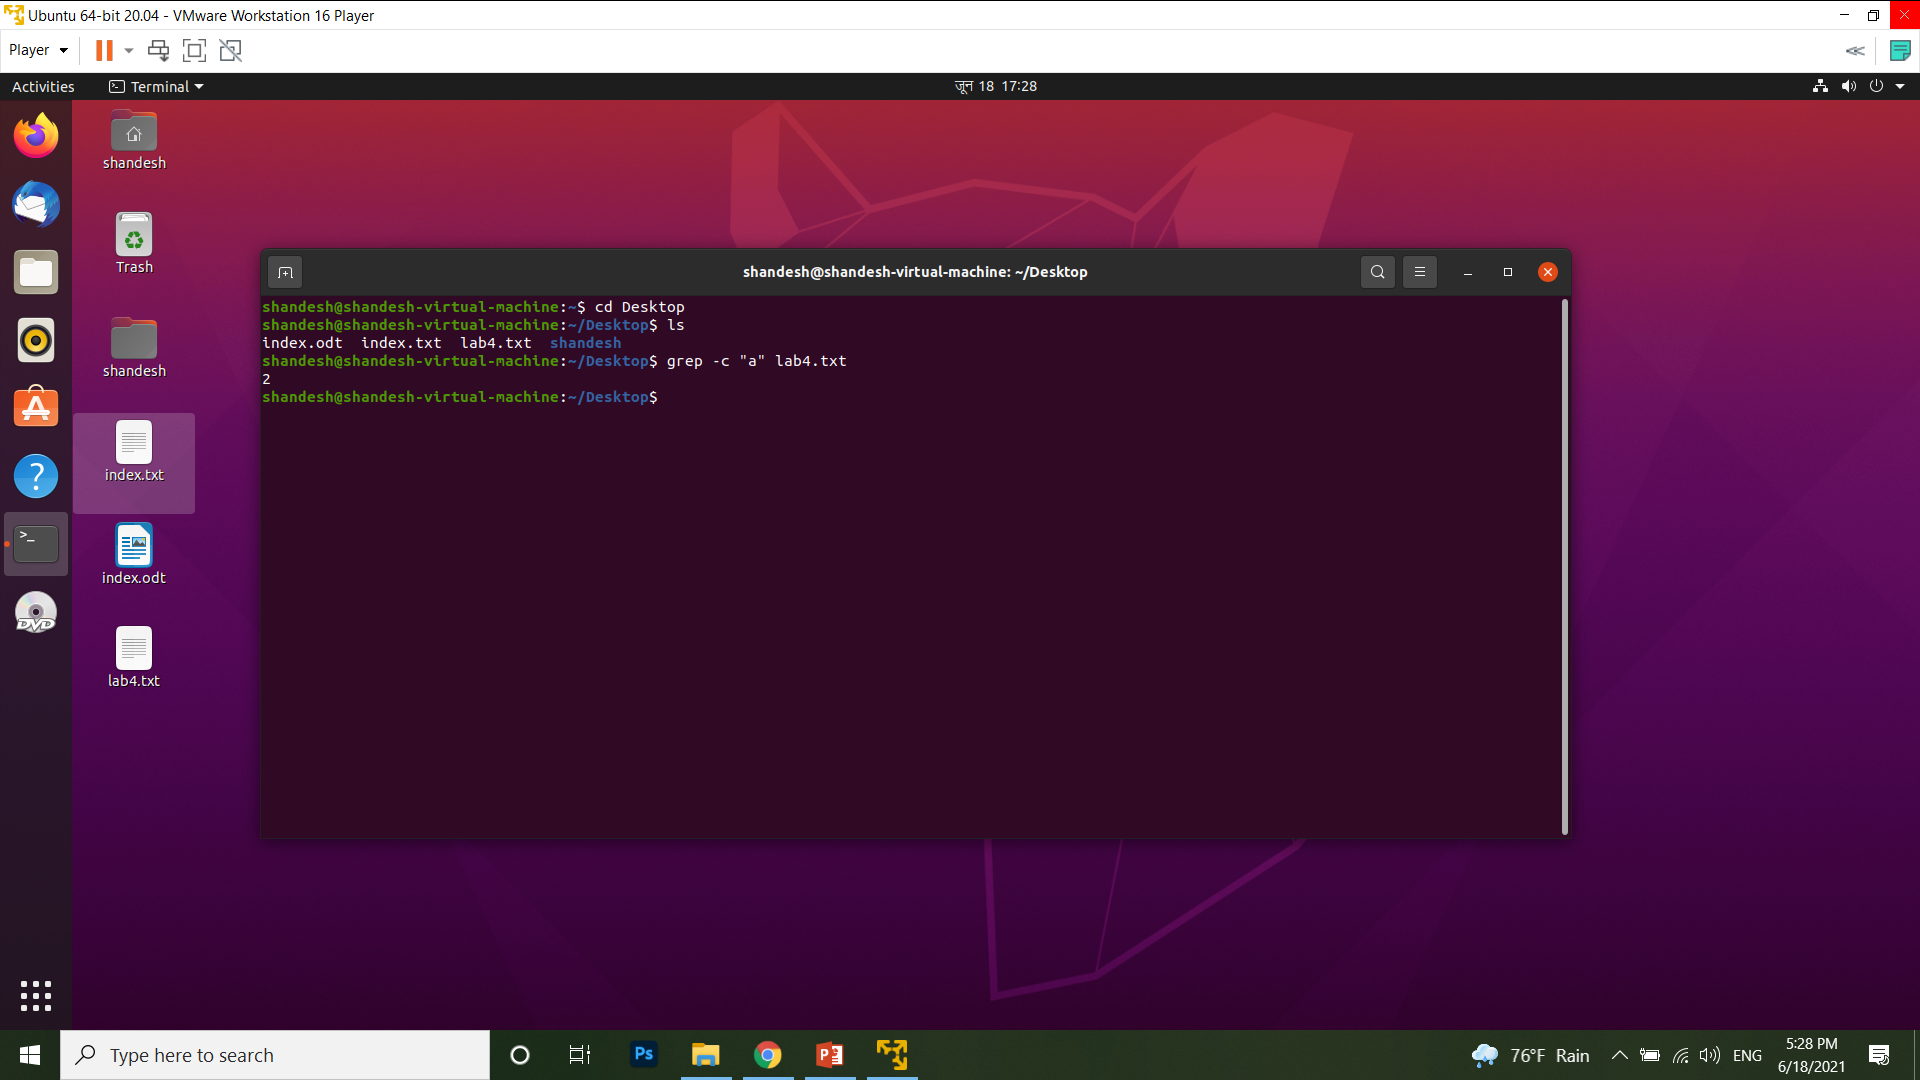 Ubuntu 64-bit 20.04 - VMware Workstation 16 Player
Player
Activities
Terminal
जून 18 17:28
shandesh
Trash
shandesh
index.txt
index.odt
lab4.txt
DVD
shandesh@shandesh-virtual-machine: ~/Desktop
shandesh@shandesh-virtual-machine:~$ cd Desktop
shandesh@shandesh-virtual-machine:~/Desktop$ ls
index.odt index.txt lab4.txt shandesh
shandesh@shandesh-virtual-machine:~/Desktop$ grep -c "a" lab4.txt
2
shandesh@shandesh-virtual-machine:~/Desktop$
Type here to search
Ps
76°F Rain
ENG
5:28 PM
6/18/2021